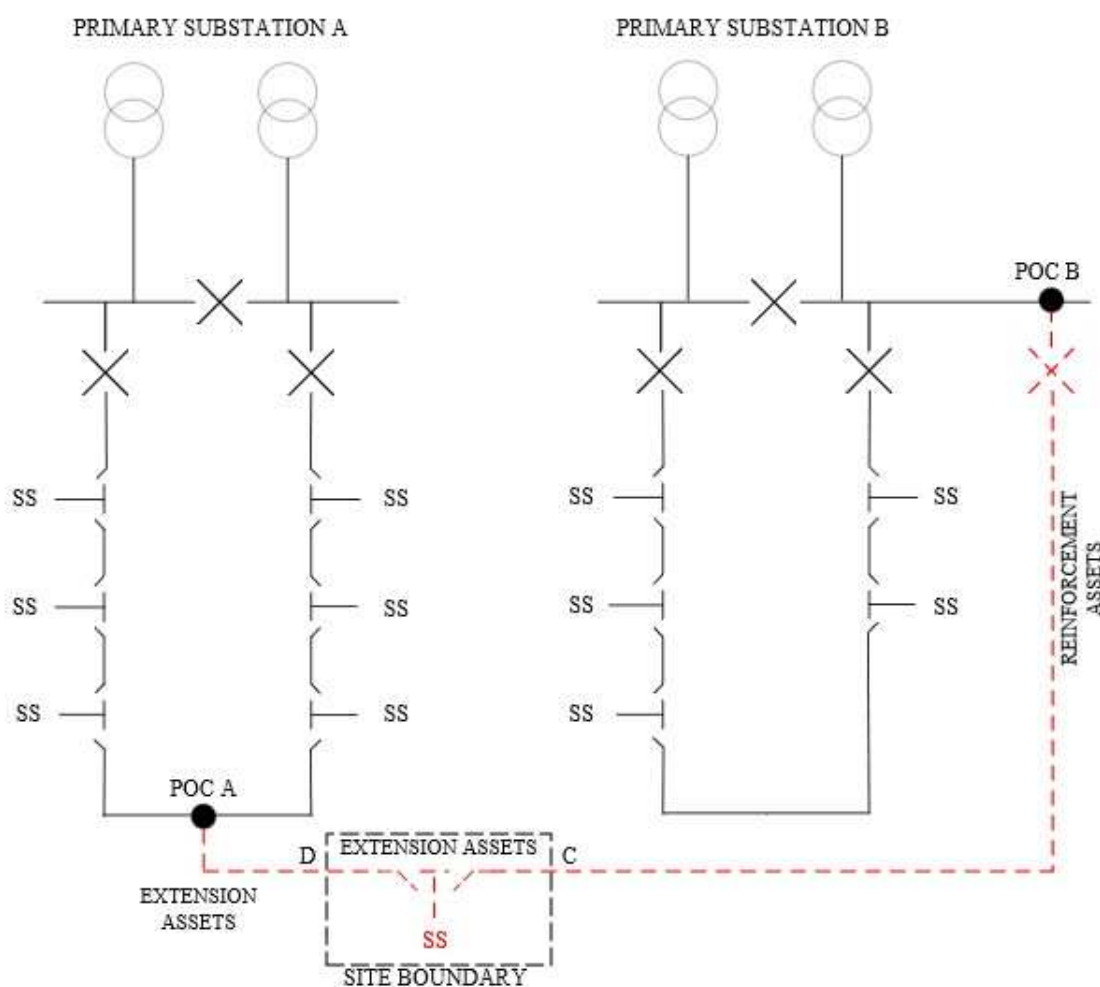 PRIMARY SUBSTATION A
PRIMARY SUBSTATION B
POC B
SS
SS
SS
SS
SS
SS
SS
SS
SS
SS
SS
REINFORCEMENT
ASSETS
POC A
D
EXTENSION ASSETS
C
EXTENSION
ASSETS
SS
SITE BOUNDARY